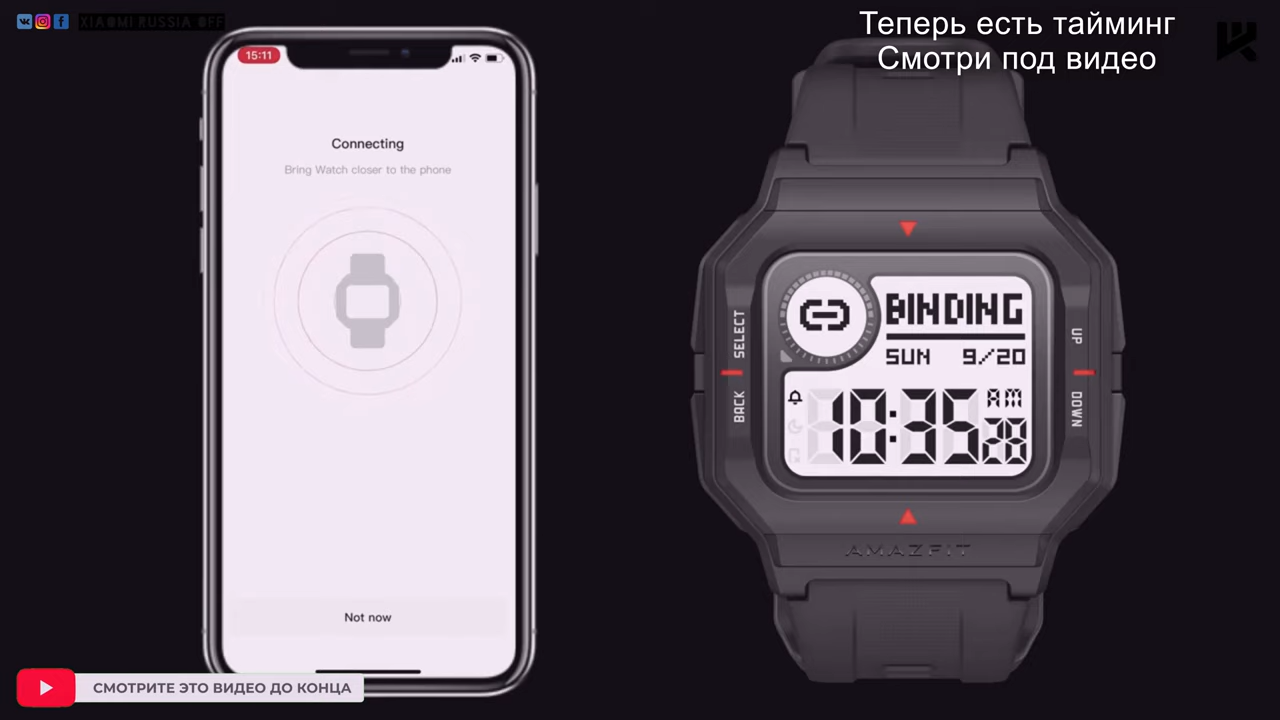 XIAOMI RUSSIA OFF
Теперь есть тайминг
Смотри под видео
15:11
Connecting
Bring Watch closer to the phone
Not now
BINDING
SUN 9/20
10:35 AM 28
SELECT
BACK
UP
DOWN
AMAZFIT
СМОТРИТЕ ЭТО ВИДЕО ДО КОНЦА